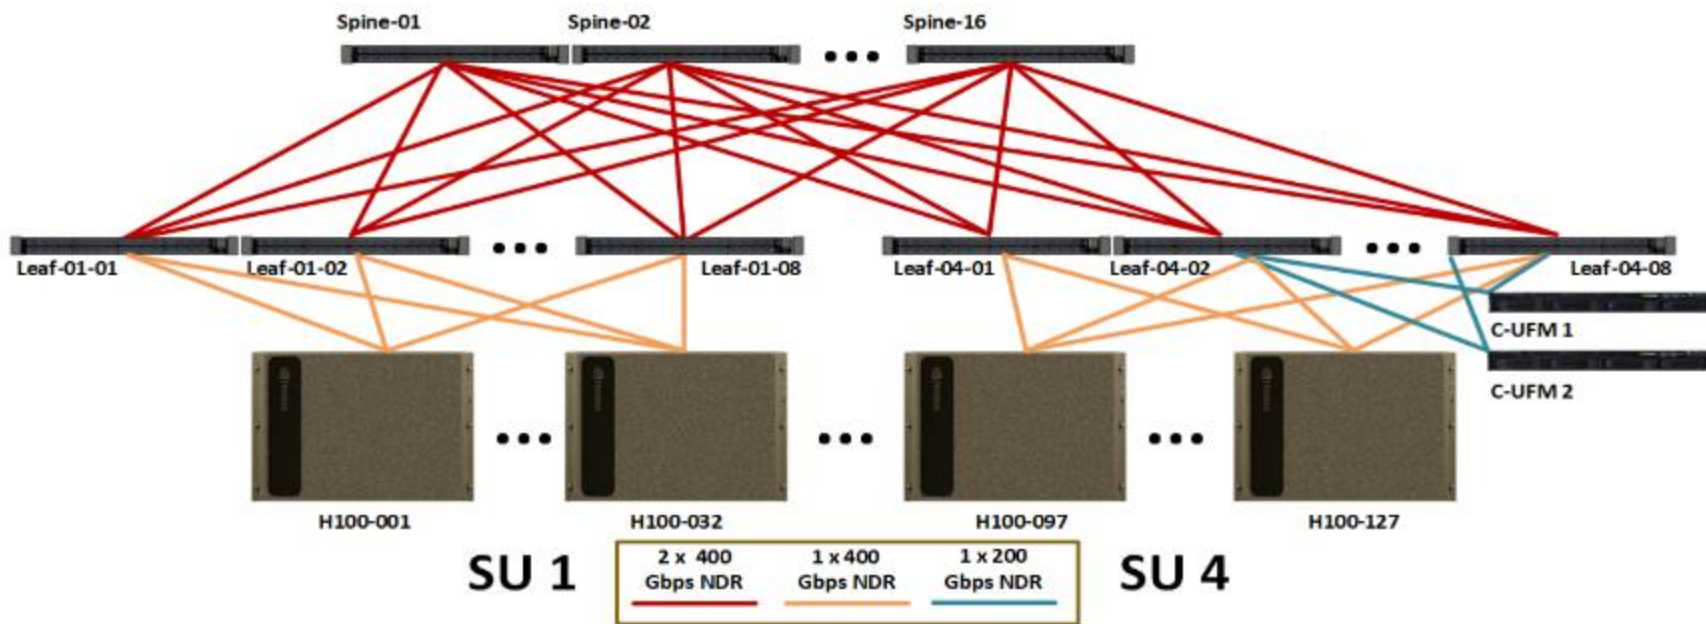 Spine-01
Spine-02
Spine-16
Leaf-01-01
Leaf-01-02
Leaf-01-08
Leaf-04-01
Leaf-04-02
Leaf-04-08
C-UFM 1
C-UFM 2
H100-001
H100-032
H100-097
H100-127
SU 1
2 x 400
Gbps NDR
1 x 400
Gbps NDR
1 x 200
Gbps NDR
SU 4